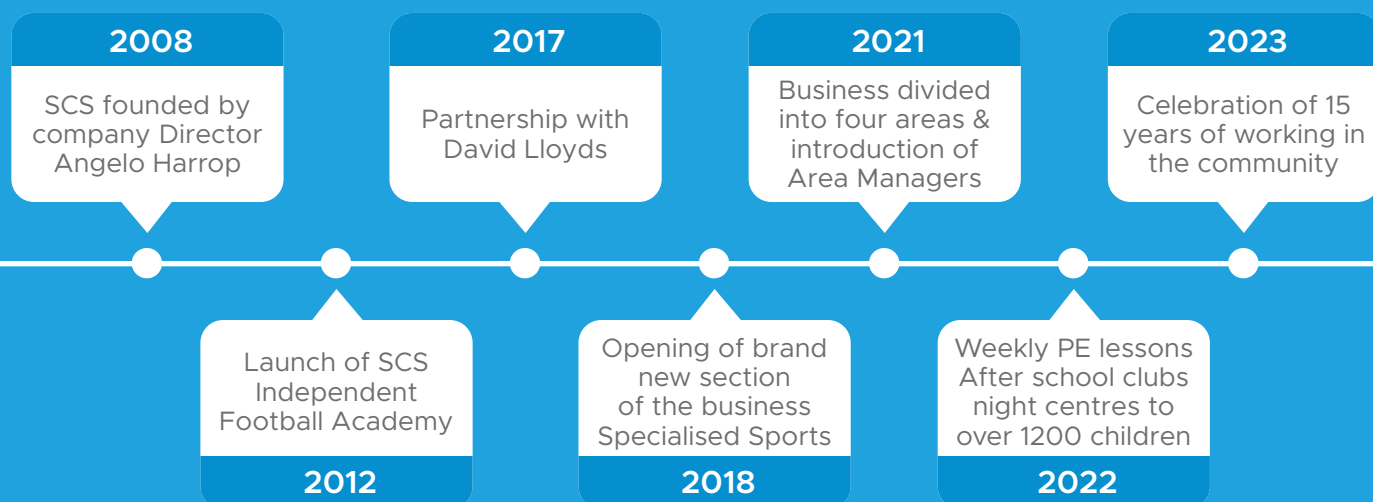 2008
SCS founded by
company Director
Angelo Harrop
2012
Launch of SCS
Independent
Football Academy
2017
Partnership with
David Lloyds
2018
Opening of brand
new section
of the business
Specialised Sports
2021
Business divided
into four areas &
introduction of
Area Managers
2022
Weekly PE lessons
After school clubs
night centres to
over 1200 children
2023
Celebration of 15
years of working in
the community